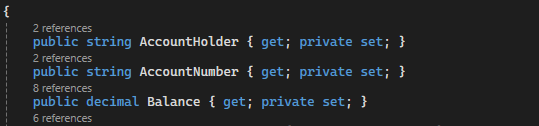 {
2 references
public string AccountHolder { get; private set; }
2 references
public string AccountNumber { get; private set; }
8 references
public decimal Balance { get; private set; }
6 references